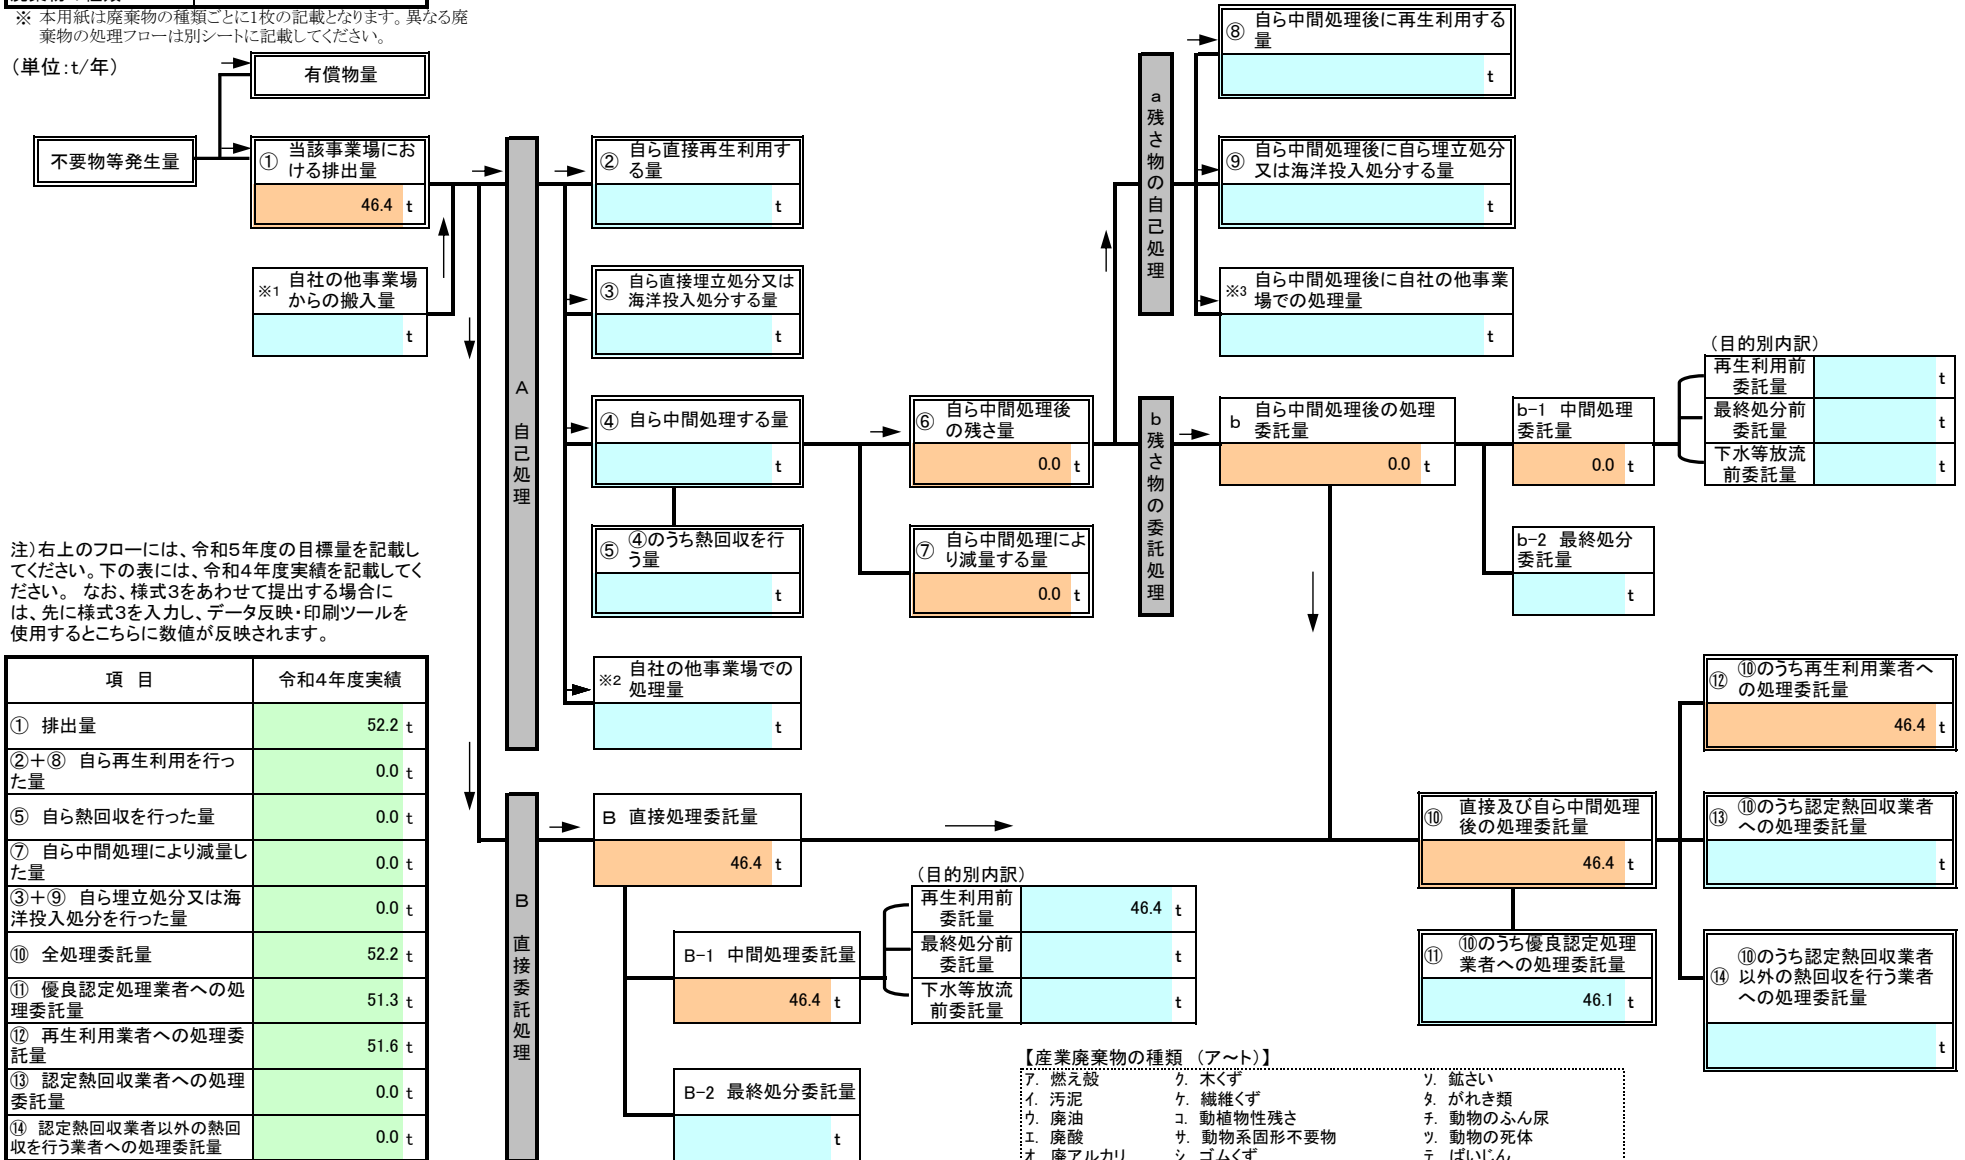 ※ 本用紙は廃棄物の種類ごとに1枚の記載となります。異なる廃
棄物の処理フローは別シートに記載してください。
(単位:t/年)
有償物量
不要物等発生量
① 当該事業場にお
ける排出量
46.4 t
※1 自社の他事業場
からの搬入量
t
A 自己処理
② 自ら直接再生利用す
る量
t
③ 自ら直接埋立処分又は
海洋投入処分する量
t
④ 自ら中間処理する量
t
⑤ ④のうち熱回収を行
う量
t
※2 自社の他事業場での
処理量
t
⑥ 自ら中間処理後
の残さ量
0.0 t
⑦ 自ら中間処理によ
り減量する量
0.0 t
a 残さ物の自己処理
⑧ 自ら中間処理後に再生利用する
量
t
⑨ 自ら中間処理後に自ら埋立処分
又は海洋投入処分する量
t
※3 自ら中間処理後に自社の他事業
場での処理量
t
b 残さ物の委託処理
b 自ら中間処理後の処理
委託量
0.0 t
b-1 中間処理
委託量
0.0 t
b-2 最終処分
委託量
t
(目的別内訳)
再生利用前
委託量
t
最終処分前
委託量
t
下水等放流
前委託量
t
注)右上のフローには、令和5年度の目標量を記載し
てください。下の表には、令和4年度実績を記載してく
ださい。 なお、様式3をあわせて提出する場合に
は、先に様式3を入力し、データ反映・印刷ツールを
使用するとこちらに数値が反映されます。
項 目 令和4年度実績
① 排出量 52.2 t
②+⑧ 自ら再生利用を行っ
た量 0.0 t
⑤ 自ら熱回収を行った量 0.0 t
⑦ 自ら中間処理により減量し
た量 0.0 t
③+⑨ 自ら埋立処分又は海
洋投入処分を行った量 0.0 t
⑩ 全処理委託量 52.2 t
⑪ 優良認定処理業者への処
理委託量 51.3 t
⑫ 再生利用業者への処理委
託量 51.6 t
⑬ 認定熱回収業者への処理
委託量 0.0 t
⑭ 認定熱回収業者以外の熱回
収を行う業者への処理委託量 0.0 t
B 直接委託処理
B 直接処理委託量
46.4 t
B-1 中間処理委託量
46.4 t
B-2 最終処分委託量
t
(目的別内訳)
再生利用前
委託量
46.4 t
最終処分前
委託量
t
下水等放流
前委託量
t
⑩ 直接及び自ら中間処理
後の処理委託量
46.4 t
⑪ ⑩のうち優良認定処理
業者への処理委託量
46.1 t
⑫ ⑩のうち再生利用業者へ
の処理委託量
46.4 t
⑬ ⑩のうち認定熱回収業者
への処理委託量
t
⑭ ⑩のうち認定熱回収業者
以外の熱回収を行う業者
への処理委託量
t
【産業廃棄物の種類 (ア~ト)】
ア. 燃え殻 ク. 木くず ソ. 鉱さい
イ. 汚泥 ケ. 繊維くず タ. がれき類
ウ. 廃油 コ. 動植物性残さ チ. 動物のふん尿
エ. 廃酸 サ. 動物系固形不要物 ツ. 動物の死体
オ. 廃アルカリ シ. ゴムくず テ. ばいじん